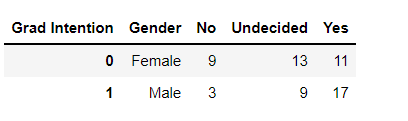 Grad Intention Gender No Undecided Yes
0 Female 9 13 11
1 Male 3 9 17